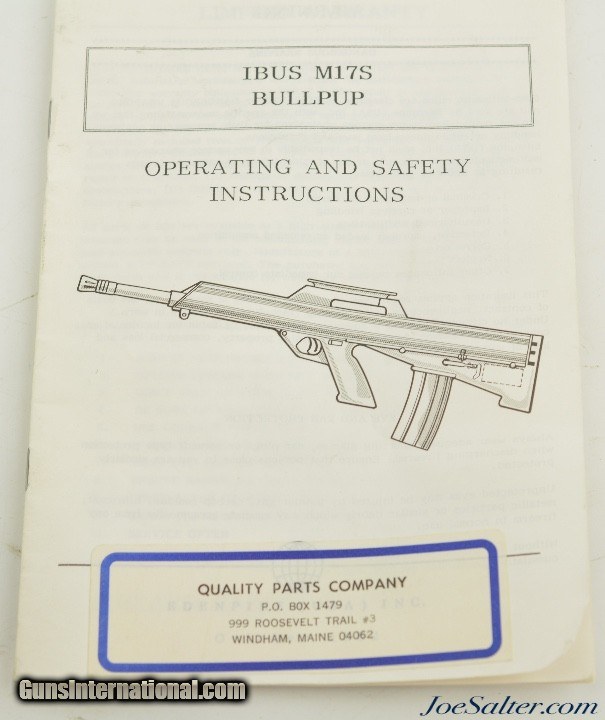 IBUS M17S
BULLPUP
OPERATING AND SAFETY
INSTRUCTIONS
QUALITY PARTS COMPANY
P.O. BOX 1479
999 ROOSEVELT TRAIL #3
WINDHAM, MAINE 04062
GunsInternational.com
JoeSalter.com